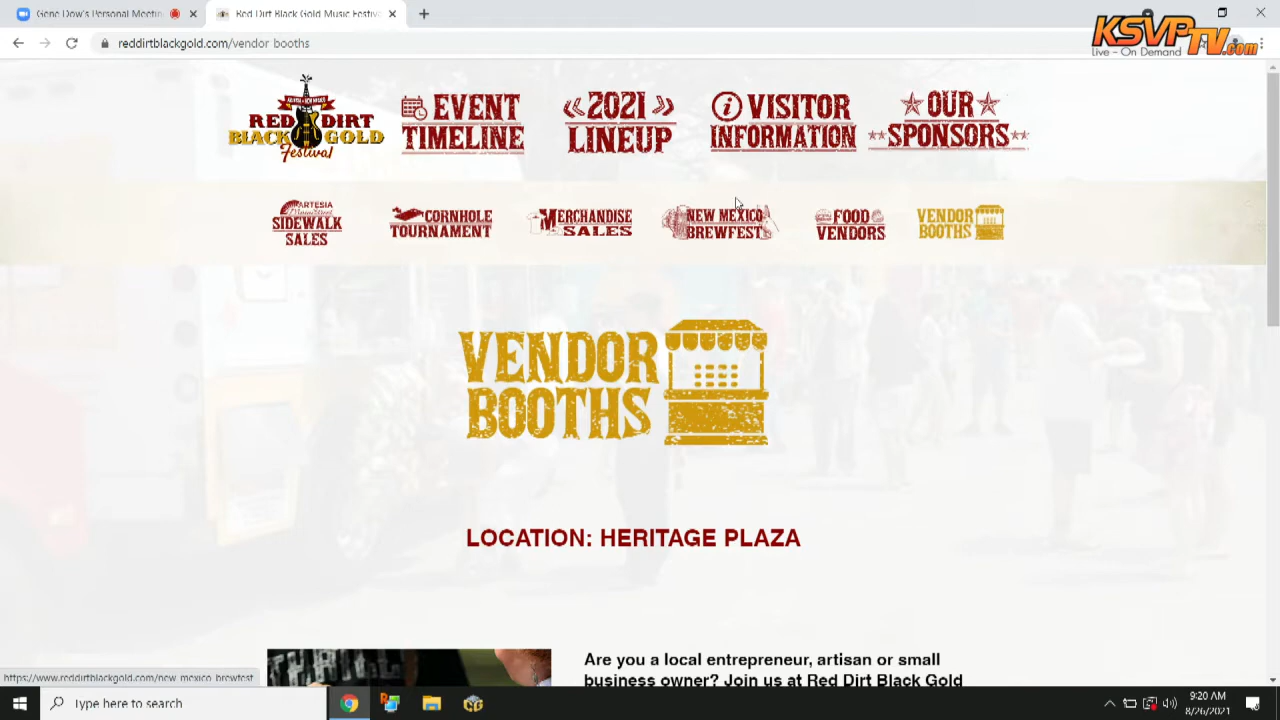 Gene Dow's Personal Meetin
Red Dirt Black Gold Music Festiv
reddirtblackgold.com/vendor booths
KSVPTV.com
Live – On Demand
RED DIRT
BLACK GOLD
Festival
EVENT
TIMELINE
2021
LINEUP
VISITOR
INFORMATION
OUR
SPONSORS
ARTESIA
SIDEWALK
SALES
CORNHOLE
TOURNAMENT
MERCHANDISE
SALES
NEW MEXICO
BREWFEST
FOOD
VENDORS
VENDOR
BOOTHS
VENDOR
BOOTHS
LOCATION: HERITAGE PLAZA
Are you a local entrepreneur, artisan or small
business owner? Join us at Red Dirt Black Gold
https://www.reddirtblackgold.com/new mexico brewfest
Type here to search
9:20 AM
8/26/2021